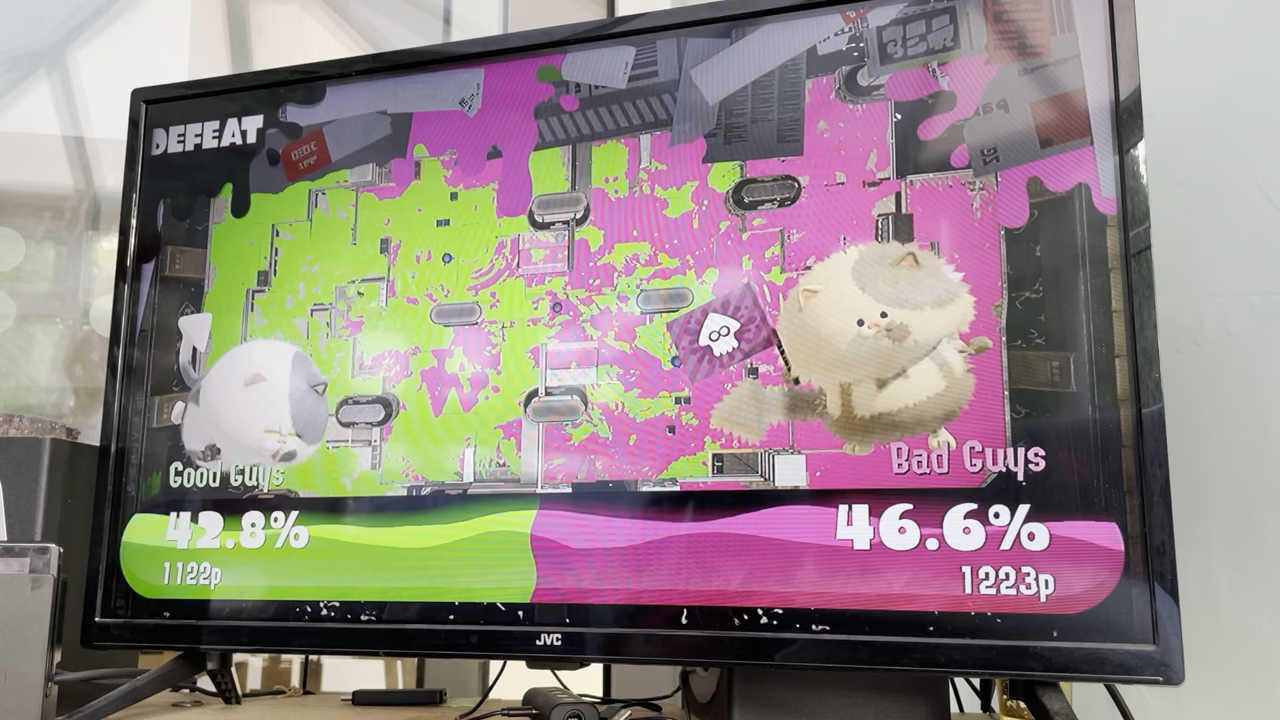 DEFEAT
Good Guys
Bad Guys
42.8%
46.6%
1122p
1223p
JVC